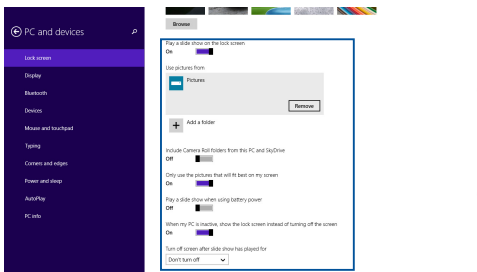 PC and devices
Lock screen
Display
Bluetooth
Devices
Mouse and touchpad
Typing
Corners and edges
Power and sleep
AutoPlay
PC info
Browse
Play a slide show on the lock screen
On
Use pictures from
Pictures
Remove
Add a folder
Include Camera Roll folders from this PC and SkyDrive
Off
Only use the pictures that will fit best on my screen
On
Play a slide show when using battery power
Off
When my PC is inactive, show the lock screen instead of turning off the screen
On
Turn off screen after slide show has played for
Don't turn off